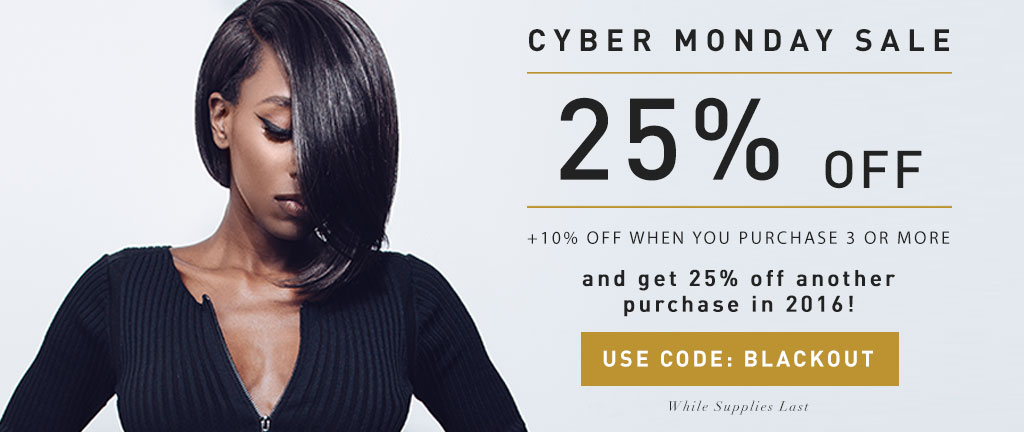 CYBER MONDAY SALE
25% OFF
+10% OFF WHEN YOU PURCHASE 3 OR MORE
and get 25% off another
purchase in 2016!
USE CODE: BLACKOUT
While Supplies Last